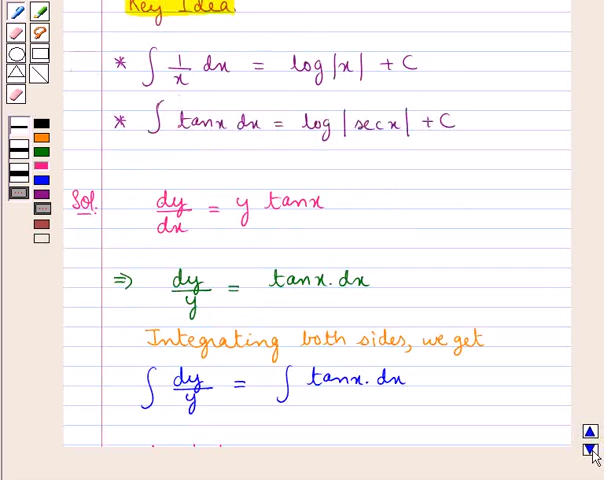 Key Idea.
* ∫ 1/x dx = log|x| + C
* ∫ tanx dx = log|secx| + C
Sol. dy/dx = y tanx
⇒ dy/y = tanx.dx
Integrating both sides, we get
∫ dy/y = ∫ tanx.dx